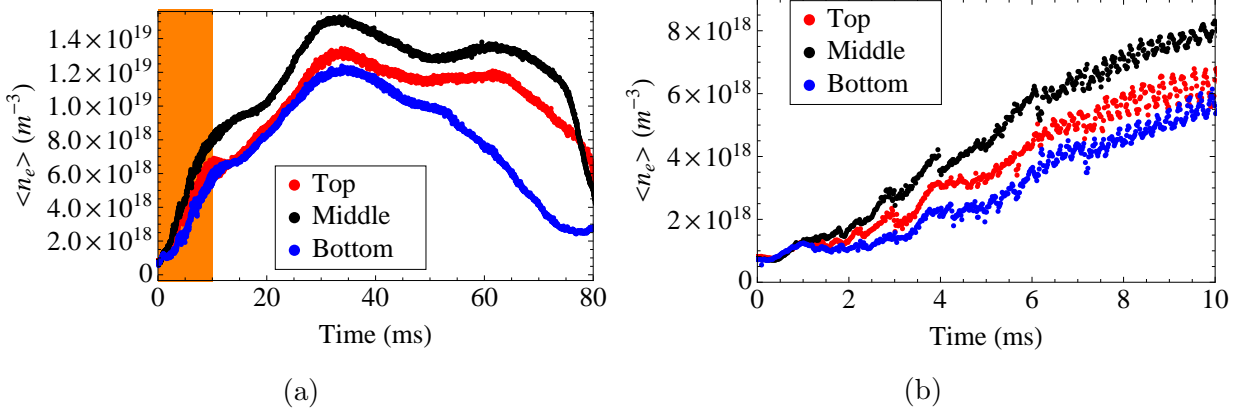 <n_e> (m^{-3})
1.4×10^{19}
1.2×10^{19}
1.0×10^{19}
8.0×10^{18}
6.0×10^{18}
4.0×10^{18}
2.0×10^{18}
0
Top
Middle
Bottom
0 20 40 60 80
Time (ms)
(a)
<n_e> (m^{-3})
8×10^{18}
6×10^{18}
4×10^{18}
2×10^{18}
0
Top
Middle
Bottom
0 2 4 6 8 10
Time (ms)
(b)